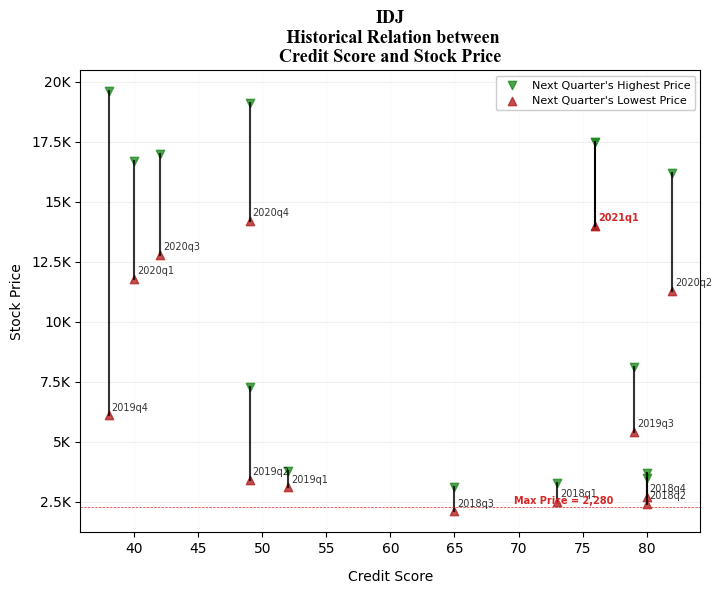 IDJ
Historical Relation between
Credit Score and Stock Price
Next Quarter's Highest Price
Next Quarter's Lowest Price
20K
17.5K
15K
12.5K
10K
7.5K
5K
2.5K
Stock Price
2020q4
2021q1
2020q3
2020q1
2020q2
2019q4
2019q3
2019q2
2019q1
2018q4
2018q1
2018q2
Max Price = 2,280
2018q3
40
45
50
55
60
65
70
75
80
Credit Score